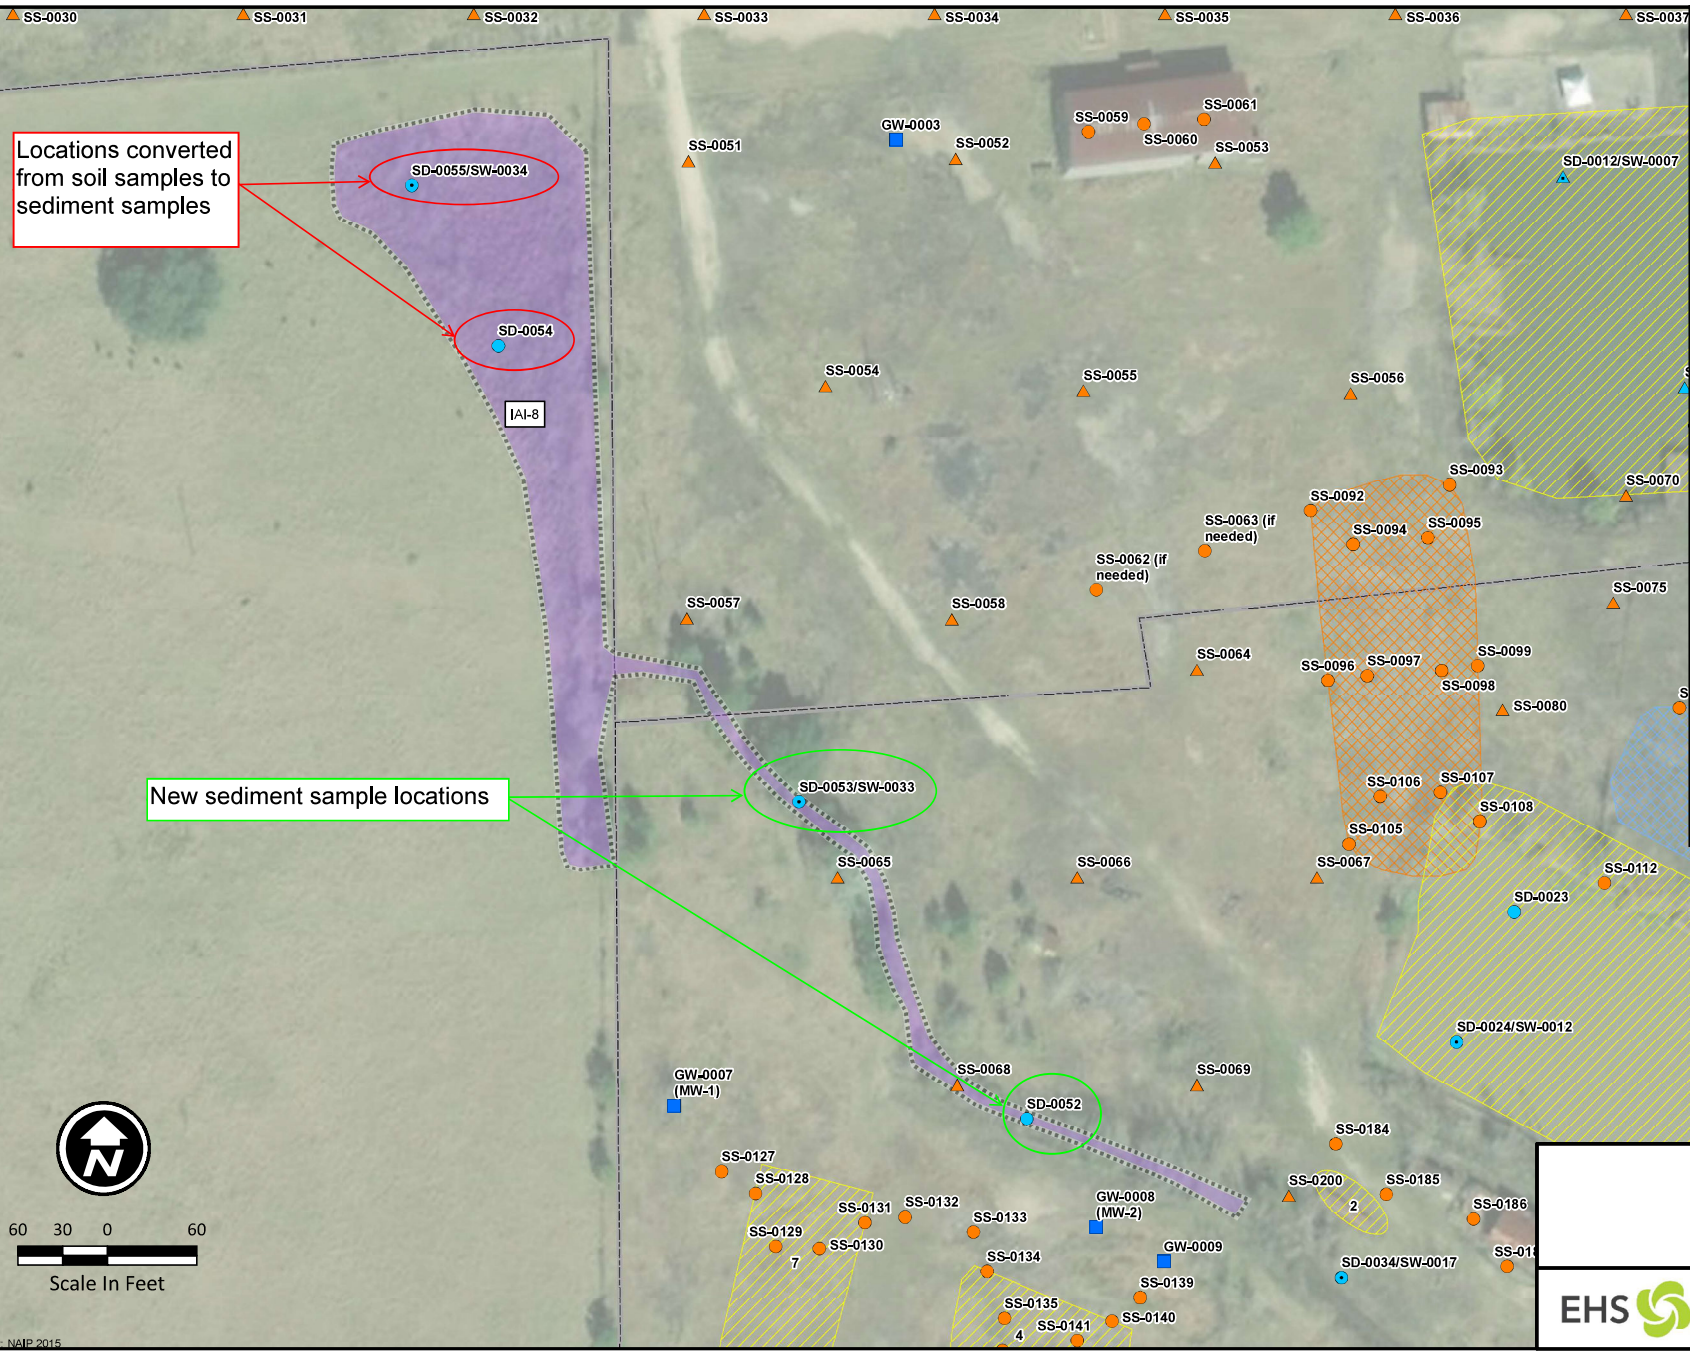 SS-0030
SS-0031
SS-0032
SS-0033
SS-0034
SS-0035
SS-0036
SS-0037
Locations converted
from soil samples to
sediment samples
SD-0055/SW-0034
SS-0051
GW-0003
SS-0052
SS-0059
SS-0060
SS-0061
SS-0053
SD-0012/SW-0007
SD-0054
IAI-8
SS-0054
SS-0055
SS-0056
SS-0093
SS-0070
SS-0092
SS-0094
SS-0095
SS-0063 (if
needed)
SS-0062 (if
needed)
SS-0057
SS-0058
SS-0075
SS-0064
SS-0096
SS-0097
SS-0098
SS-0099
SS-0080
New sediment sample locations
SD-0053/SW-0033
SS-0106
SS-0107
SS-0108
SS-0105
SS-0065
SS-0066
SS-0067
SS-0112
SD-0023
SD-0024/SW-0012
GW-0007
(MW-1)
SS-0068
SS-0069
SD-0052
SS-0184
SS-0127
SS-0128
SS-0131
SS-0132
SS-0129
SS-0130
7
SS-0133
SS-0134
GW-0008
(MW-2)
GW-0009
SS-0200
2
SS-0185
SS-0186
SD-0034/SW-0017
SS-0139
SS-0135
4
SS-0141
SS-0140
N
60 30 0 60
Scale In Feet
NAIP 2015
EHS